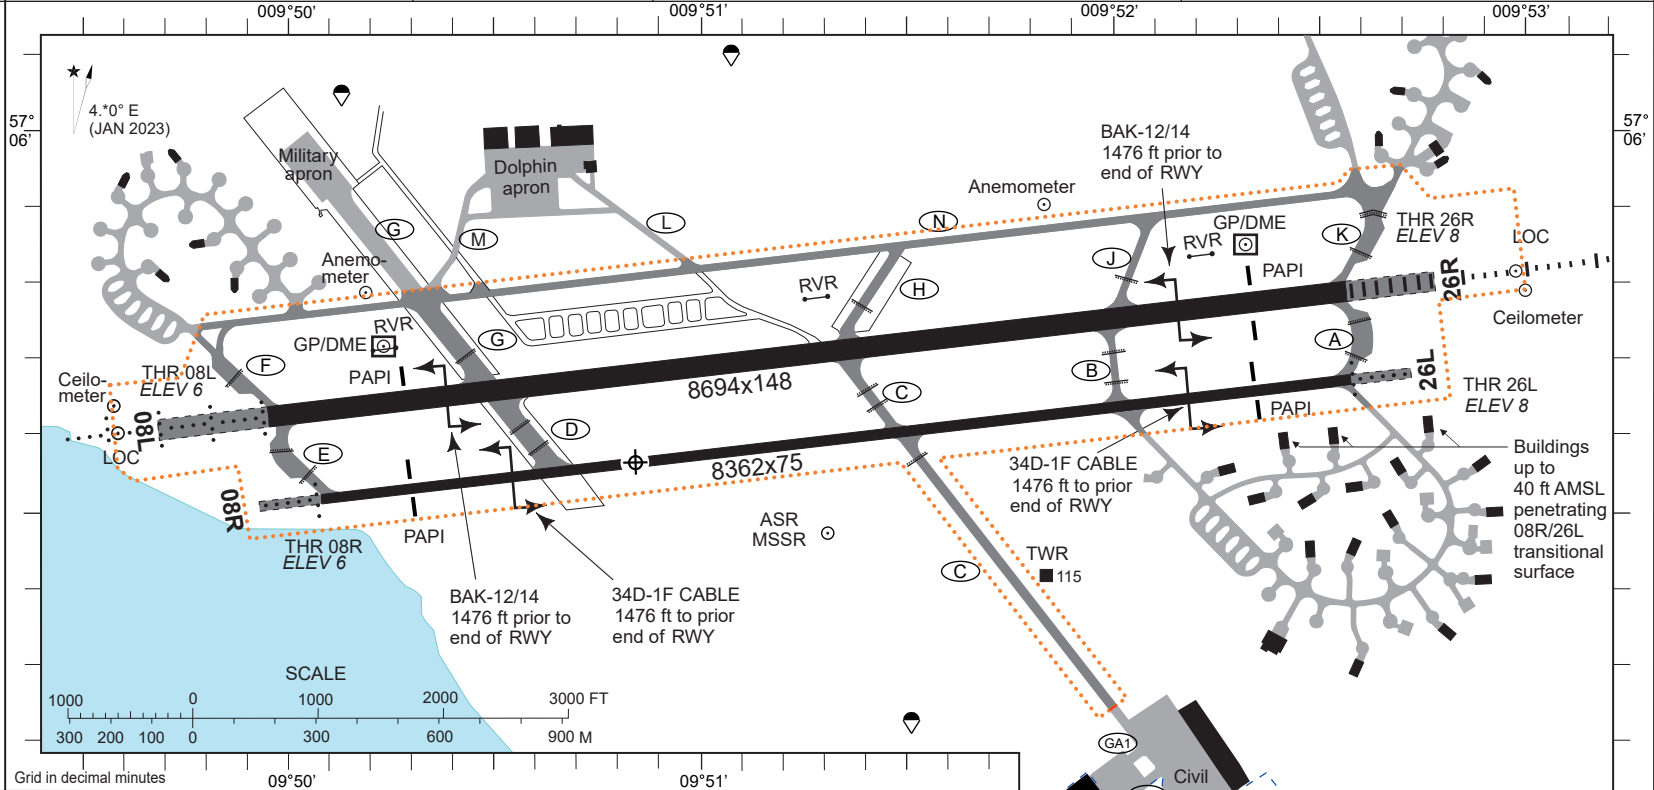 009°50'
009°51'
009°52'
009°53'
57°
06'
57°
06'
4.*0° E
(JAN 2023)
Military
apron
Dolphin
apron
BAK-12/14
1476 ft prior to
end of RWY
Anemometer
G
M
L
N
GP/DME
RVR
J
K
THR 26R
ELEV 8
LOC
Anemo-
meter
PAPI
26R
RVR
H
Ceilometer
RVR
GP/DME
G
F
PAPI
A
THR 08L
ELEV 6
Ceilo-
meter
B
26L
THR 26L
ELEV 8
8694x148
C
PAPI
08L
LOC
D
E
8362x75
34D-1F CABLE
1476 ft to prior
end of RWY
Buildings
up to
40 ft AMSL
penetrating
08R/26L
transitional
surface
08R
PAPI
ASR
MSSR
THR 08R
ELEV 6
TWR
115
C
BAK-12/14
1476 ft prior to
end of RWY
34D-1F CABLE
1476 ft to prior
end of RWY
SCALE
1000
0
1000
2000
3000 FT
300
200
100
0
300
600
900 M
GA1
Civil
Grid in decimal minutes
009°50'
009°51'